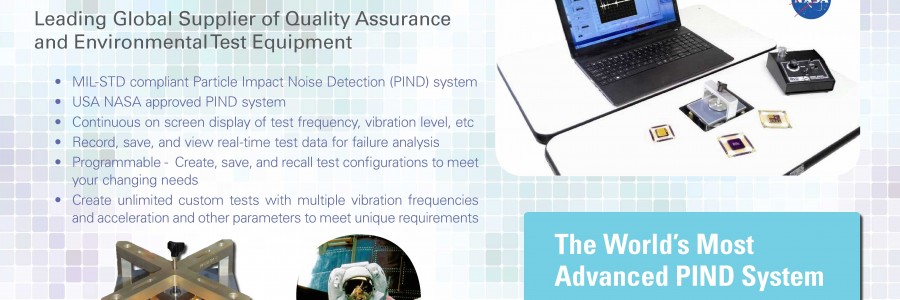 Leading Global Supplier of Quality Assurance
and Environmental Test Equipment
• MIL-STD compliant Particle Impact Noise Detection (PIND) system
• USA NASA approved PIND system
• Continuous on screen display of test frequency, vibration level, etc
• Record, save, and view real-time test data for failure analysis
• Programmable - Create, save, and recall test configurations to meet
your changing needs
• Create unlimited custom tests with multiple vibration frequencies
and acceleration and other parameters to meet unique requirements
NASA
The World's Most
Advanced PIND System